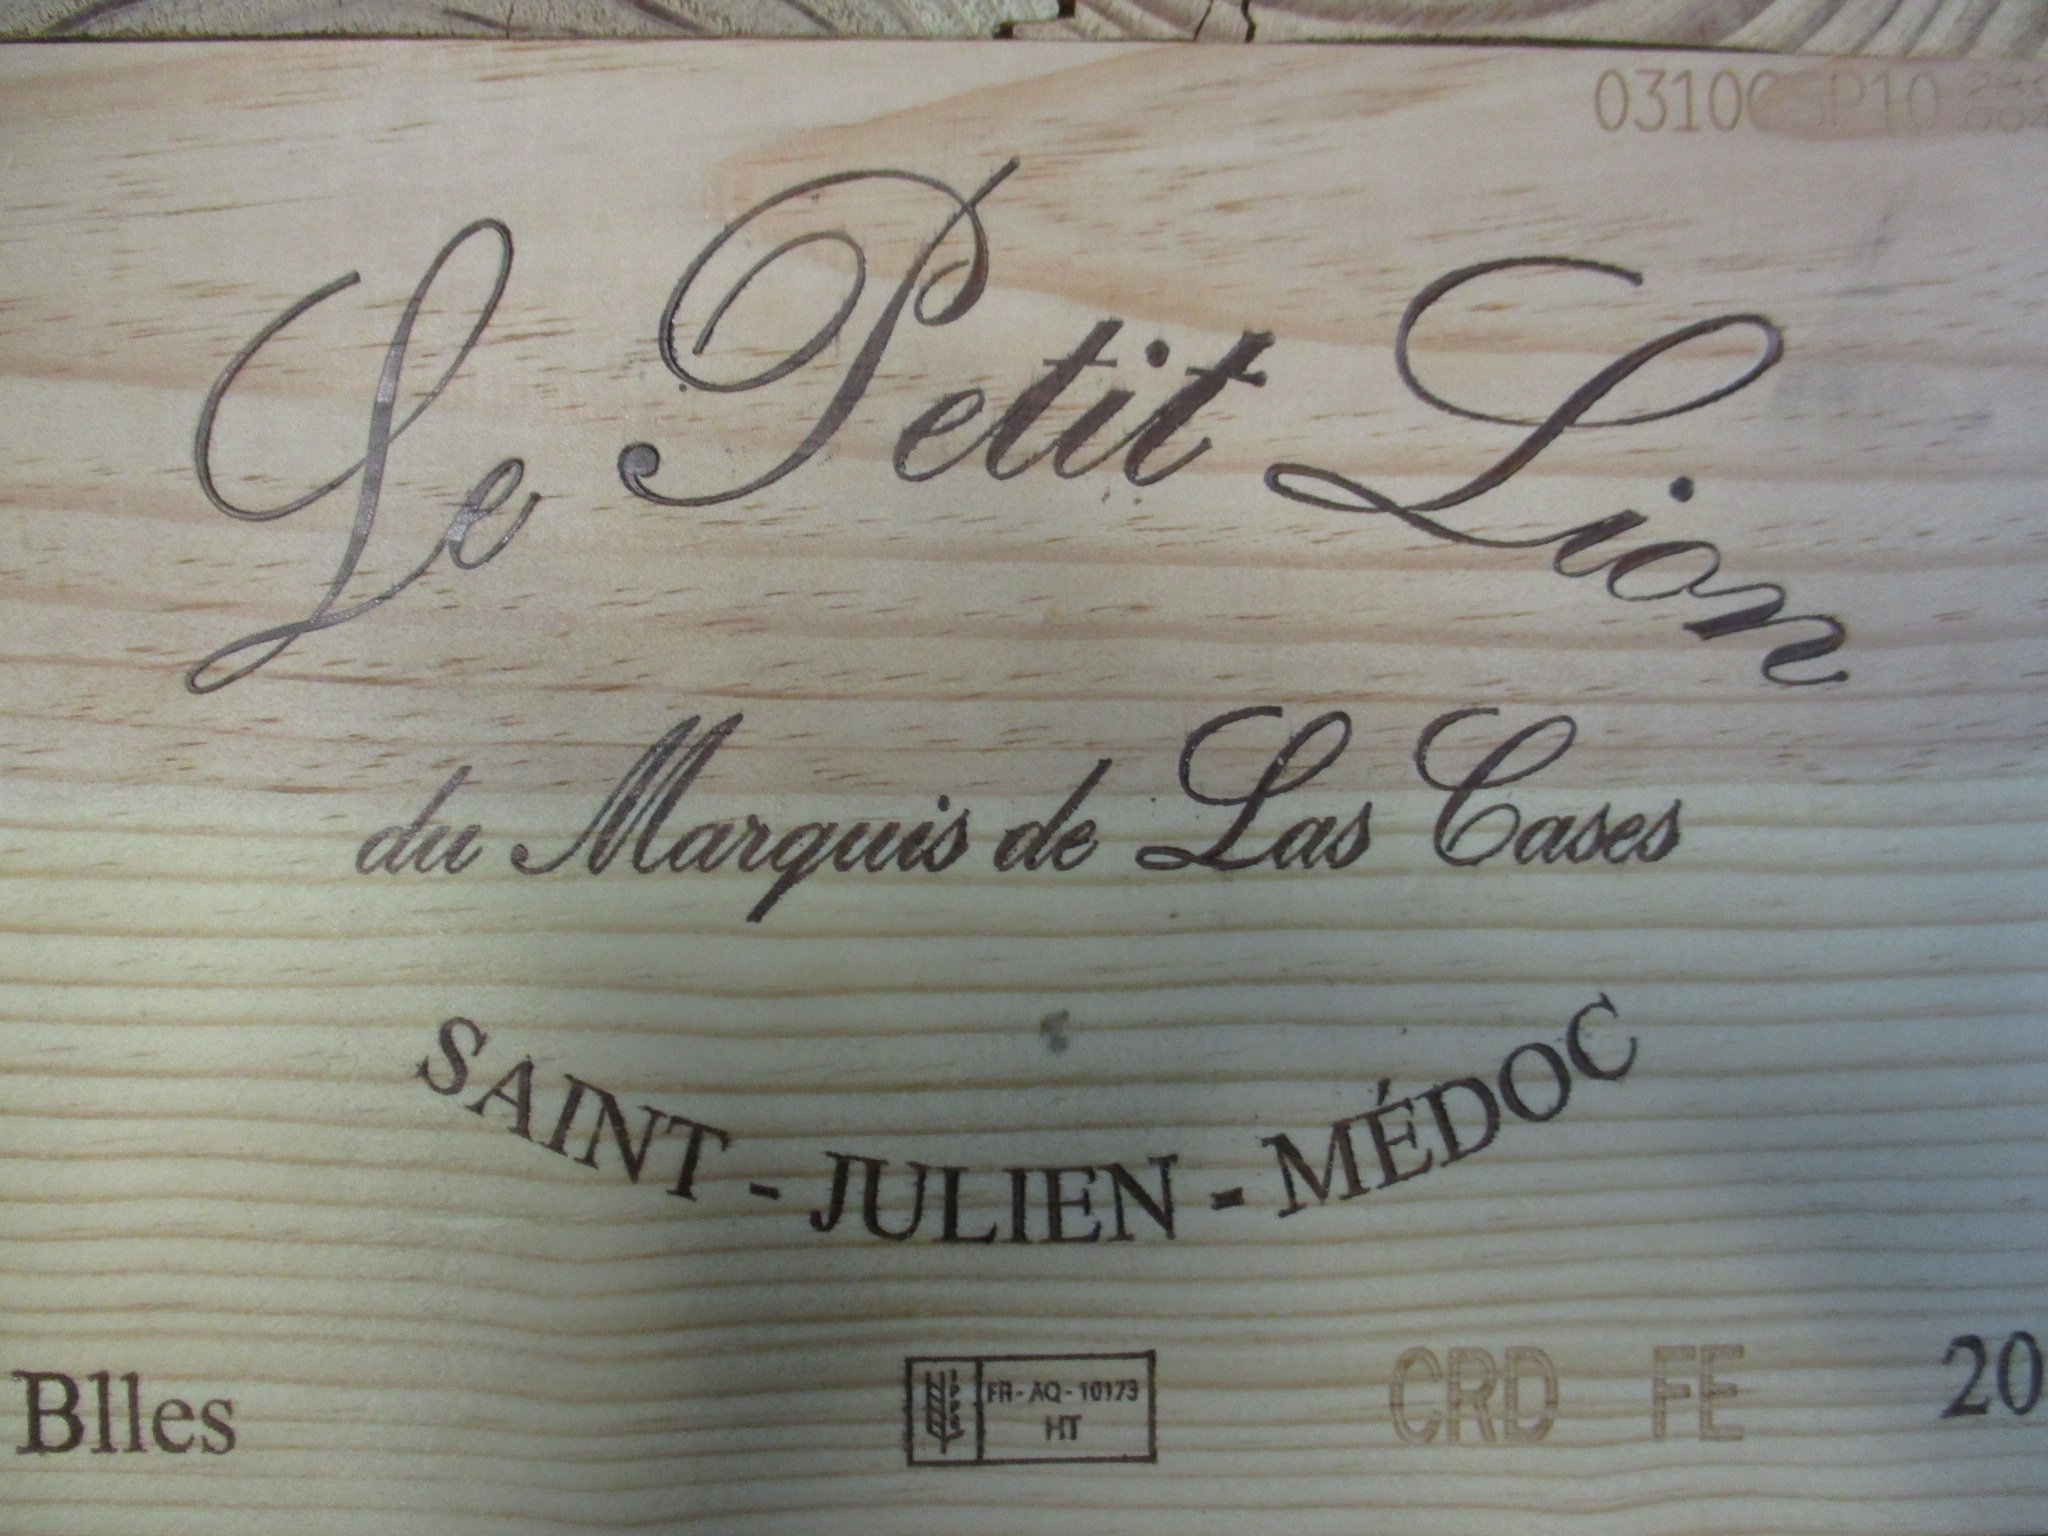 Le Petit Lion
du Marquis de Las Cases
SAINT - JULIEN - MÉDOC
Blles
IPPC
FR - AQ - 10173
HT
CRD FE
20